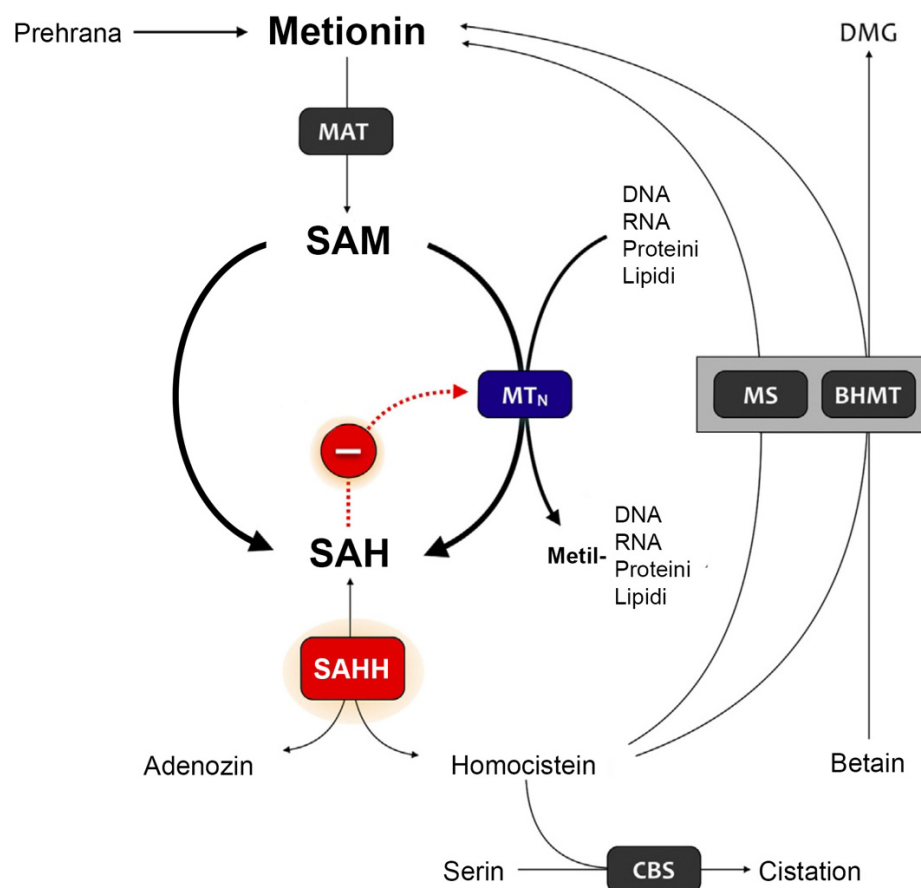 Prehrana
Metionin
DMG
MAT
SAM
DNA
RNA
Proteini
Lipidi
MS
BHMT
MTN
SAH
Metil-
DNA
RNA
Proteini
Lipidi
SAHH
Adenozin
Homocistein
Betain
Serin
CBS
Cistation